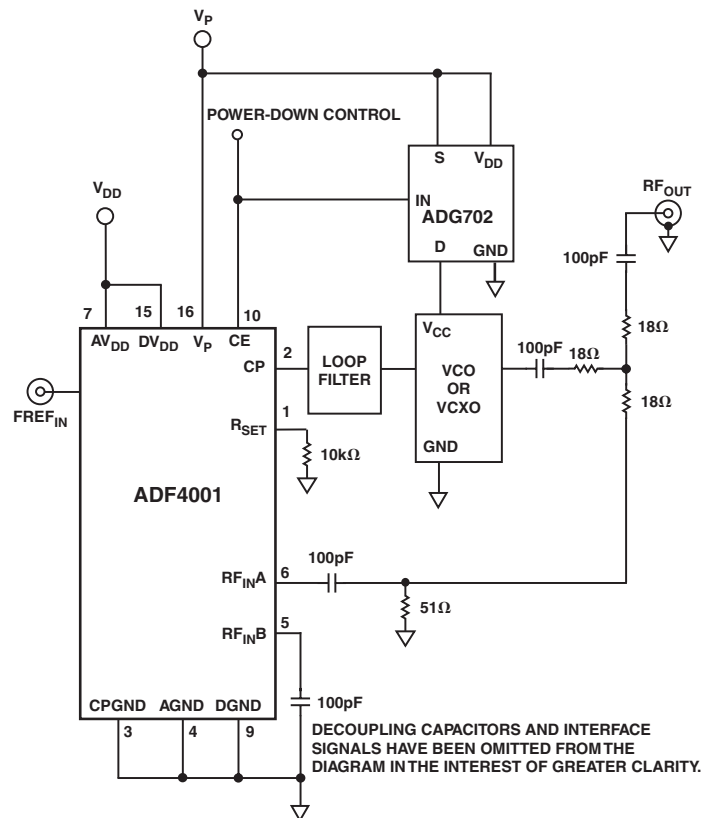 VP
POWER-DOWN CONTROL
S VDD
RFOUT
VDD
IN
ADG702
D GND
100pF
7 15 16 10
AVDD DVDD VP CE
2
CP
LOOP
FILTER
VCC
VCO
OR
VCXO
GND
100pF
18Ω
18Ω
18Ω
FREFIN
1
RSET
10kΩ
ADF4001
100pF
6
RFINA
51Ω
5
RFINB
100pF
CPGND AGND DGND
3 4 9
DECOUPLING CAPACITORS AND INTERFACE
SIGNALS HAVE BEEN OMITTED FROM THE
DIAGRAM IN THE INTEREST OF GREATER CLARITY.